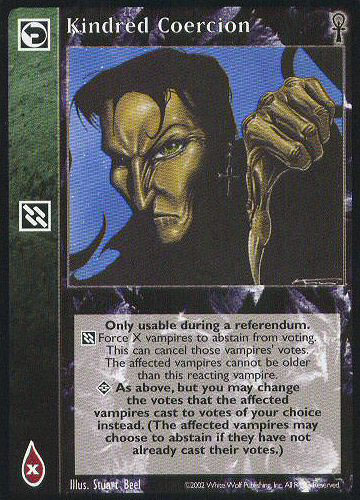 Kindred Coercion
Only usable during a referendum.
Force X vampires to abstain from voting.
This can cancel those vampires' votes.
The affected vampires cannot be older
than this reacting vampire.
As above, but you may change
the votes that the affected
vampires cast to votes of your choice
instead. (The affected vampires may
choose to abstain if they have not
already cast their votes.)
X
Illus. Stuart Beel ©2002 White Wolf Publishing, Inc. All Rights Reserved.